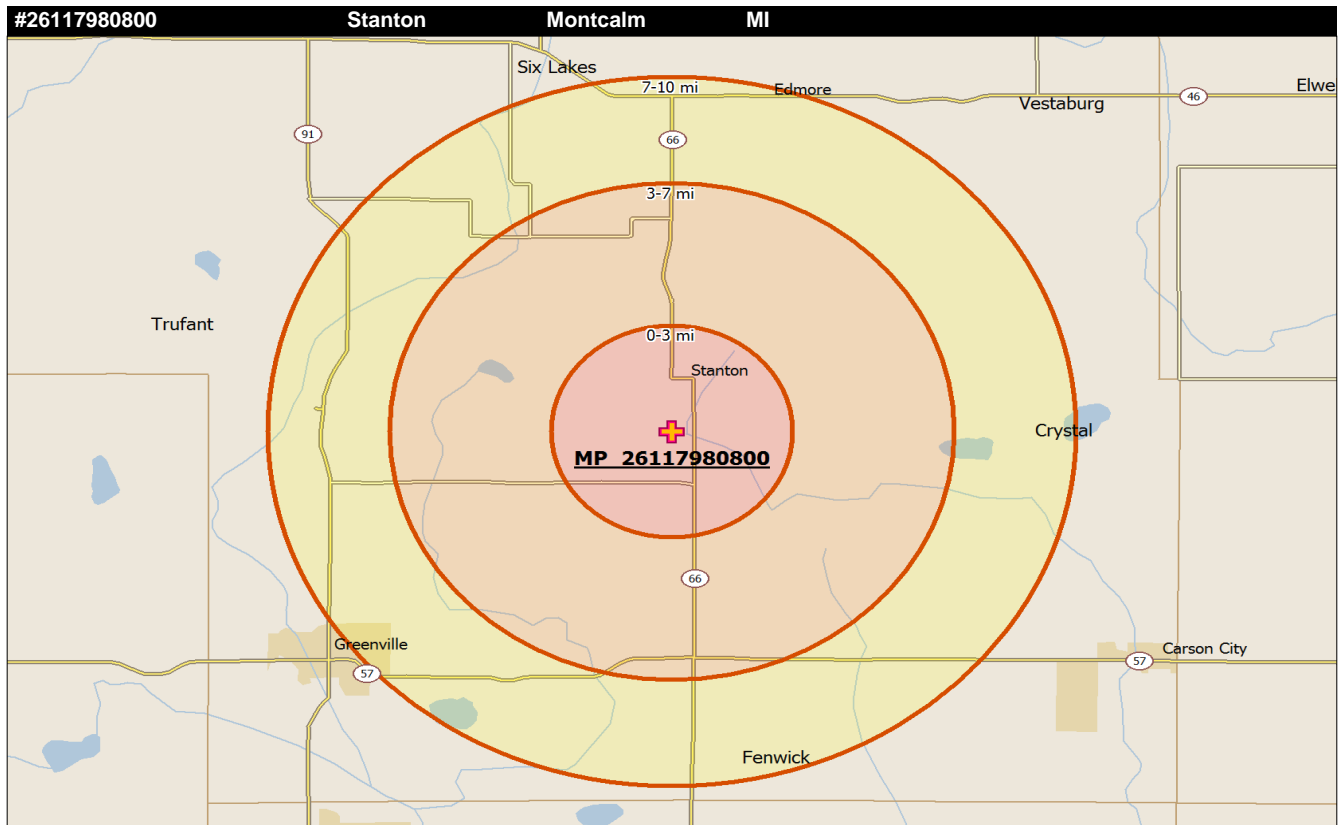 #26117980800 Stanton Montcalm MI
Six Lakes
7-10 mi
Edmore
Elwe
46
Vestaburg
91
66
3-7 mi
Trufant
0-3 mi
Stanton
Crystal
MP 26117980800
66
Greenville
Carson City
57
57
Fenwick